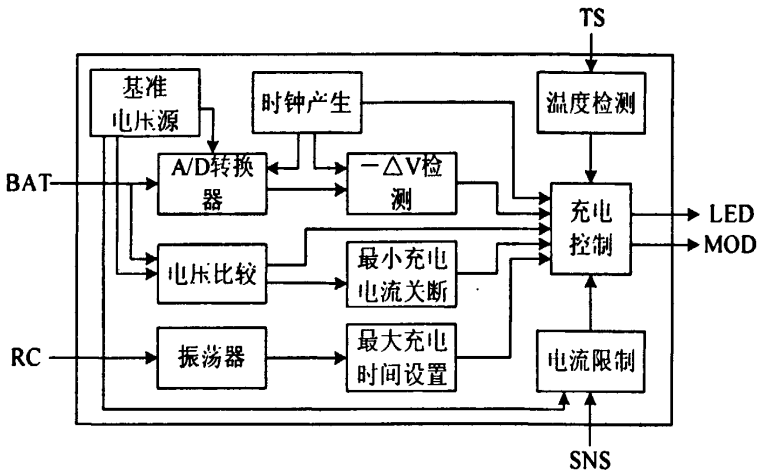 TS
基准
电压源
时钟产生
温度检测
BAT
A/D转换
器
一△V检
测
充电
控制
LED
MOD
电压比较
最小充电
电流关断
RC
振荡器
最大充电
时间设置
电流限制
SNS